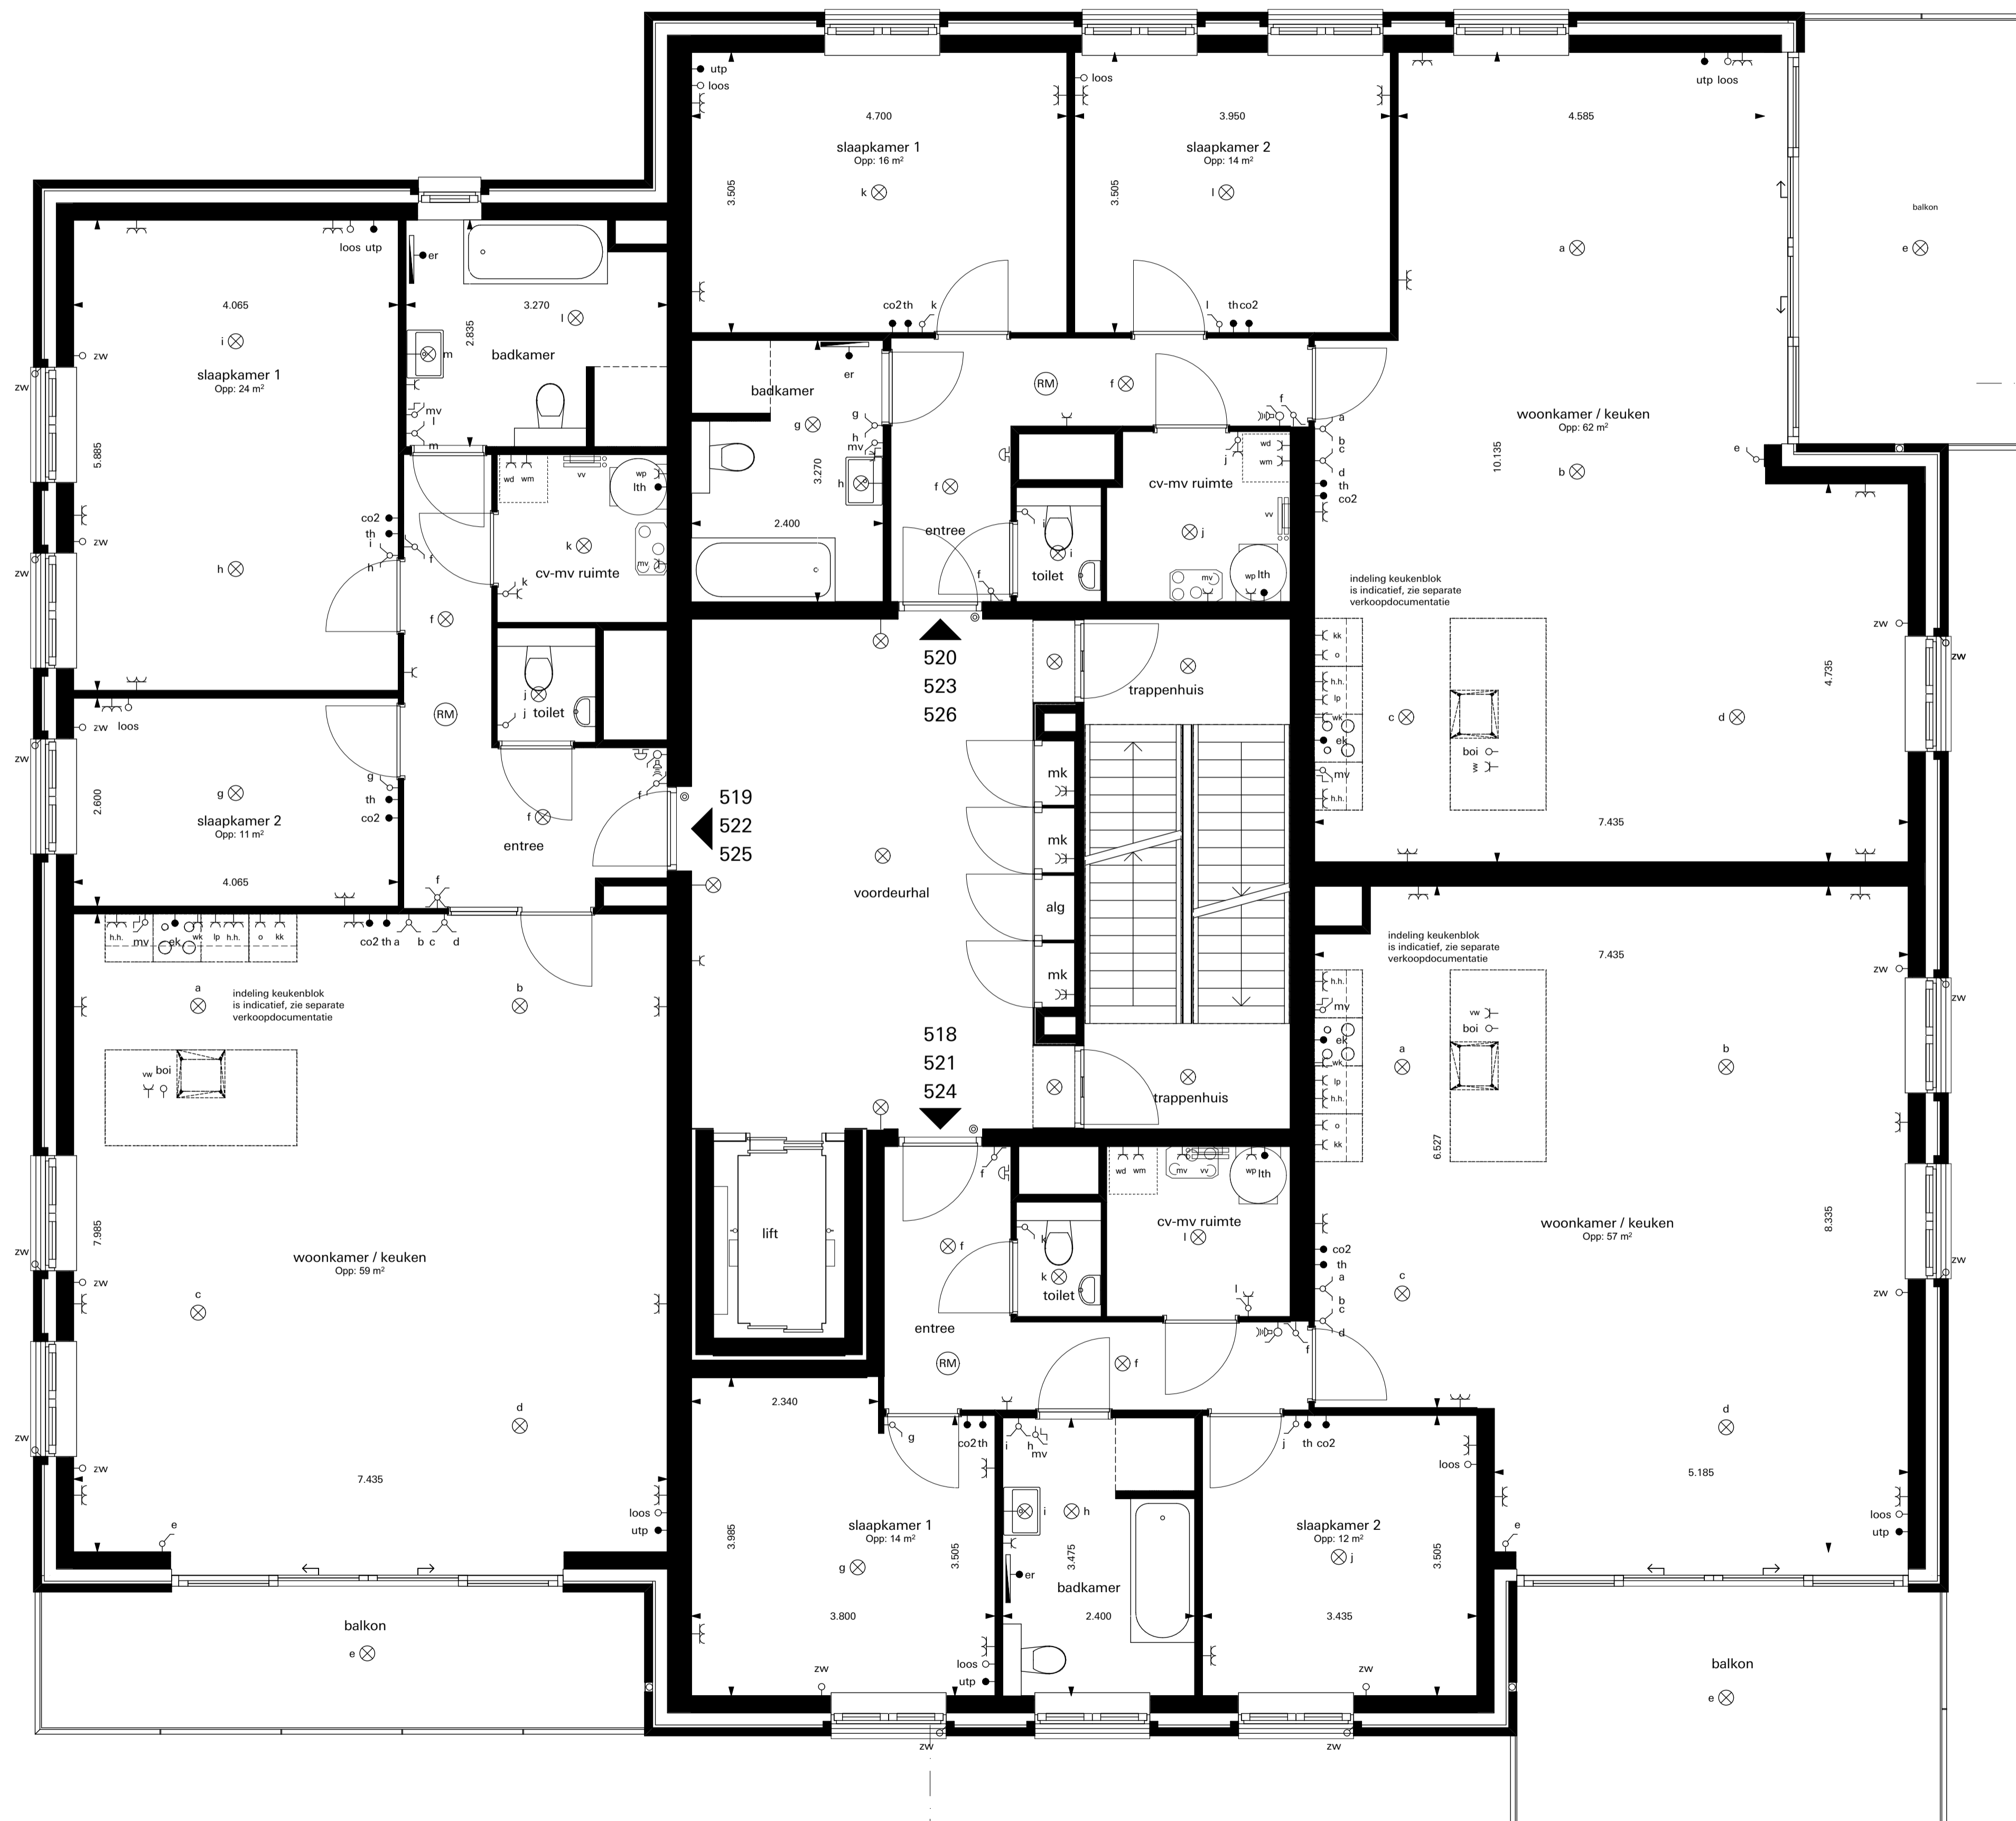 utp
loos
4.700
slaapkamer 1
Opp: 16 m²
k
3.505
co2 th k
loos
3.950
slaapkamer 2
Opp: 14 m²
l
3.505
l th co2
utp loos
4.585
a
woonkamer / keuken
Opp: 62 m²
10.135
b
e
balkon
e
a
b
c
d
th
co2
indeling keukenblok
is indicatief, zie separate
verkoopdocumentatie
kk
o
h.h.
lp
wk
ek
mv
h.h.
c
d
boi
vw
7.435
4.735
zw
zw
loos utp
4.065
i
slaapkamer 1
Opp: 24 m²
5.885
h
zw
zw
zw
zw
co2
th
i
h
f
er
3.270
l
2.835
m
badkamer
mv
l
m
wd wm
vv
wp
lth
k
cv-mv ruimte
mv
k
f
RM
j
toilet
j
f
f
entree
zw loos
zw
g
slaapkamer 2
Opp: 11 m²
2.600
4.065
g
th
co2
f
badkamer
er
g
g
h
mv
h
3.270
2.400
RM
f
f
f
entree
f
i
i
toilet
j
wd
wm
cv-mv ruimte
vv
j
mv
wp lth
520
523
526
519
522
525
518
521
524
voordeurhal
trappenhuis
mk
mk
alg
mk
trappenhuis
lift
h.h.
mv
ek
wk
lp
h.h.
o
kk
co2 th a b c d
a
b
indeling keukenblok
is indicatief, zie separate
verkoopdocumentatie
vw boi
7.985
woonkamer / keuken
Opp: 59 m²
c
d
zw
zw
zw
zw
7.435
loos
utp
e
balkon
e
f
f
entree
RM
f
k
k
toilet
wd wm
mv vv
wp lth
cv-mv ruimte
l
l
f
2.340
g
co2 th
slaapkamer 1
Opp: 14 m²
g
3.985
3.505
3.800
loos
utp
zw
zw
i h
mv
i
h
3.475
er
badkamer
2.400
j th co2
loos
slaapkamer 2
Opp: 12 m²
j
3.505
3.435
zw
zw
indeling keukenblok
is indicatief, zie separate
verkoopdocumentatie
7.435
zw
zw
h.h.
mv
ek
wk
lp
h.h.
o
kk
vw
boi
a
b
6.527
8.335
woonkamer / keuken
Opp: 57 m²
co2
th
a
b
c
d
c
zw
zw
d
5.185
loos
utp
e
balkon
e